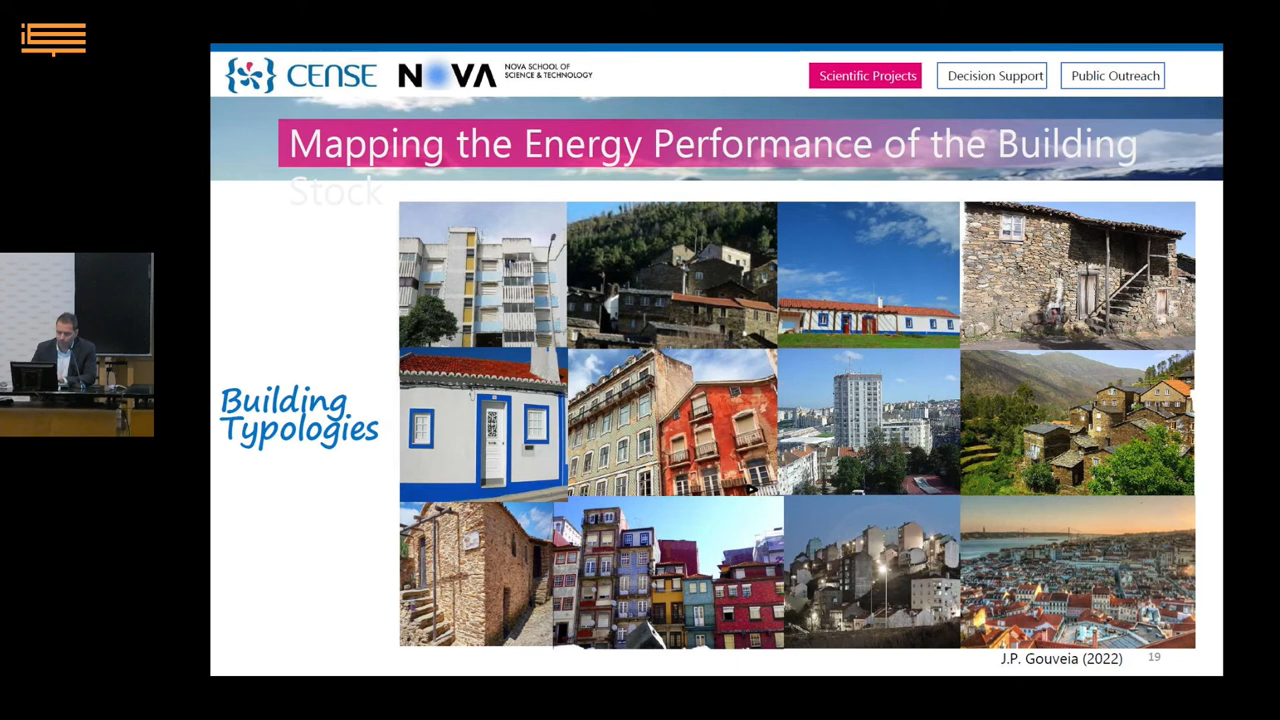 CENSE
NOVA
NOVA SCHOOL OF
SCIENCE & TECHNOLOGY
Scientific Projects
Decision Support
Public Outreach
Mapping the Energy Performance of the Building
Stock
Building
Typologies
J.P. Gouveia (2022)
19